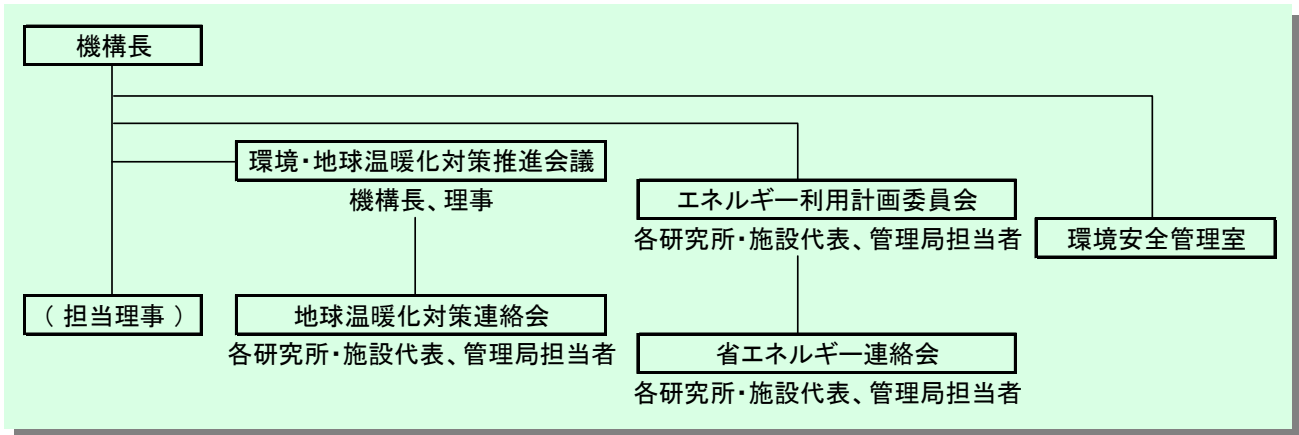 機構長
環境・地球温暖化対策推進会議
機構長、理事
エネルギー利用計画委員会
各研究所・施設代表、管理局担当者
環境安全管理室
（ 担当理事 ）
地球温暖化対策連絡会
各研究所・施設代表、管理局担当者
省エネルギー連絡会
各研究所・施設代表、管理局担当者